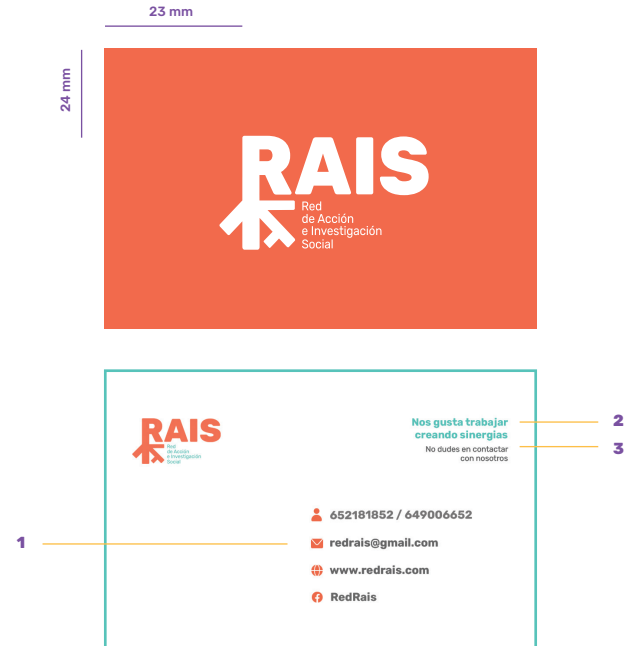 23 mm
24 mm
RAIS
Red
de Acción
e Investigación
Social
RAIS
Red
de Acción
e Investigación
Social
Nos gusta trabajar
creando sinergias
2
No dudes en contactar
con nosotros
3
652181852 / 649006652
1
redrais@gmail.com
www.redrais.com
RedRais